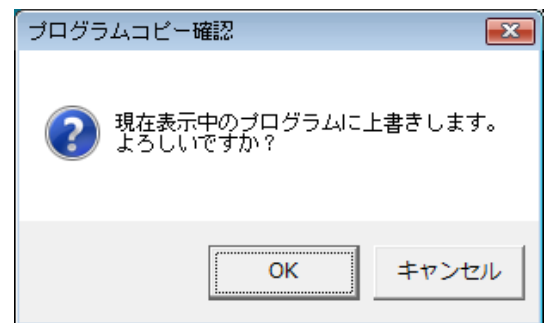 プログラムコピー確認
現在表示中のプログラムに上書きします。
よろしいですか？
OK
キャンセル